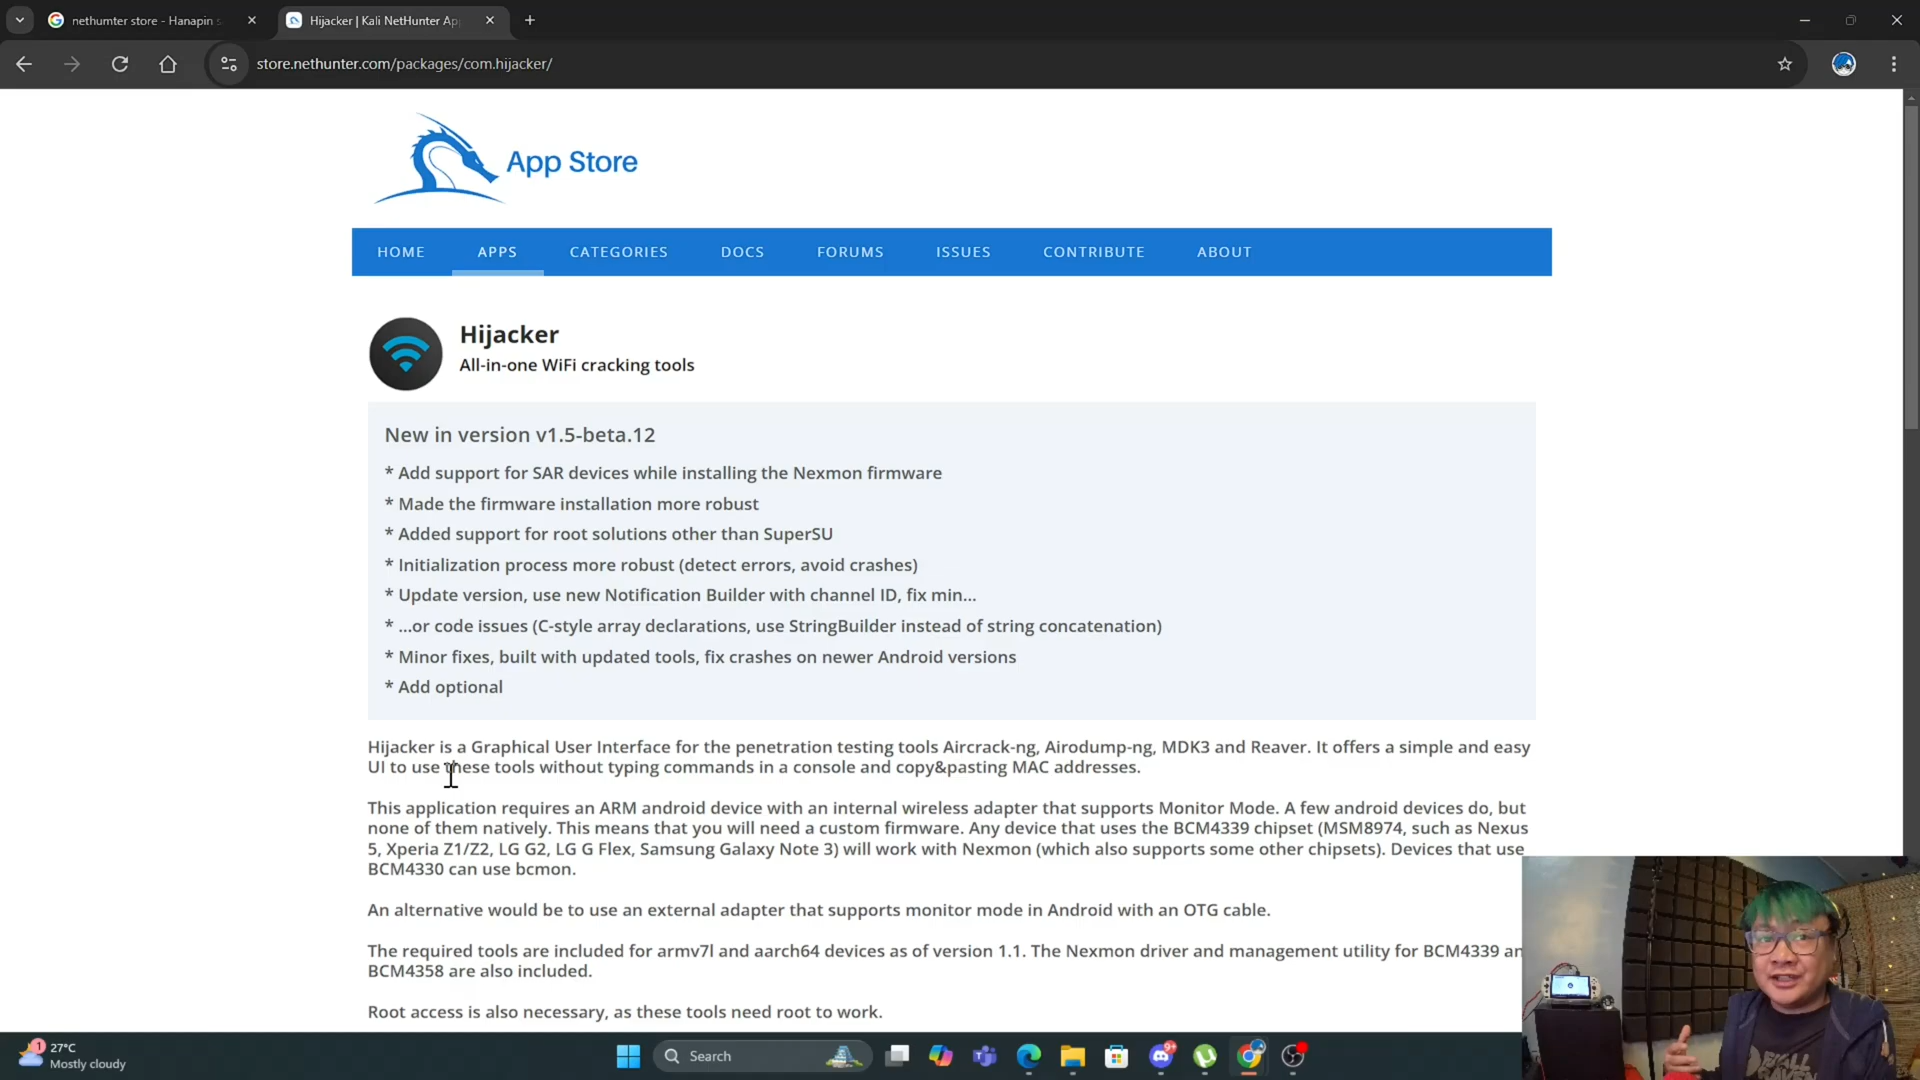 nethumter store - Hanapin s
Hijacker | Kali NetHunter Ap
store.nethunter.com/packages/com.hijacker/
App Store
HOME
APPS
CATEGORIES
DOCS
FORUMS
ISSUES
CONTRIBUTE
ABOUT
Hijacker
All-in-one WiFi cracking tools
New in version v1.5-beta.12
* Add support for SAR devices while installing the Nexmon firmware
* Made the firmware installation more robust
* Added support for root solutions other than SuperSU
* Initialization process more robust (detect errors, avoid crashes)
* Update version, use new Notification Builder with channel ID, fix min...
* ...or code issues (C-style array declarations, use StringBuilder instead of string concatenation)
* Minor fixes, built with updated tools, fix crashes on newer Android versions
* Add optional
Hijacker is a Graphical User Interface for the penetration testing tools Aircrack-ng, Airodump-ng, MDK3 and Reaver. It offers a simple and easy
UI to use these tools without typing commands in a console and copy&pasting MAC addresses.
This application requires an ARM android device with an internal wireless adapter that supports Monitor Mode. A few android devices do, but
none of them natively. This means that you will need a custom firmware. Any device that uses the BCM4339 chipset (MSM8974, such as Nexus
5, Xperia Z1/Z2, LG G2, LG G Flex, Samsung Galaxy Note 3) will work with Nexmon (which also supports some other chipsets). Devices that use
BCM4330 can use bcmon.
An alternative would be to use an external adapter that supports monitor mode in Android with an OTG cable.
The required tools are included for armv7l and aarch64 devices as of version 1.1. The Nexmon driver and management utility for BCM4339 an
BCM4358 are also included.
Root access is also necessary, as these tools need root to work.
1
27°C
Mostly cloudy
Search
9+